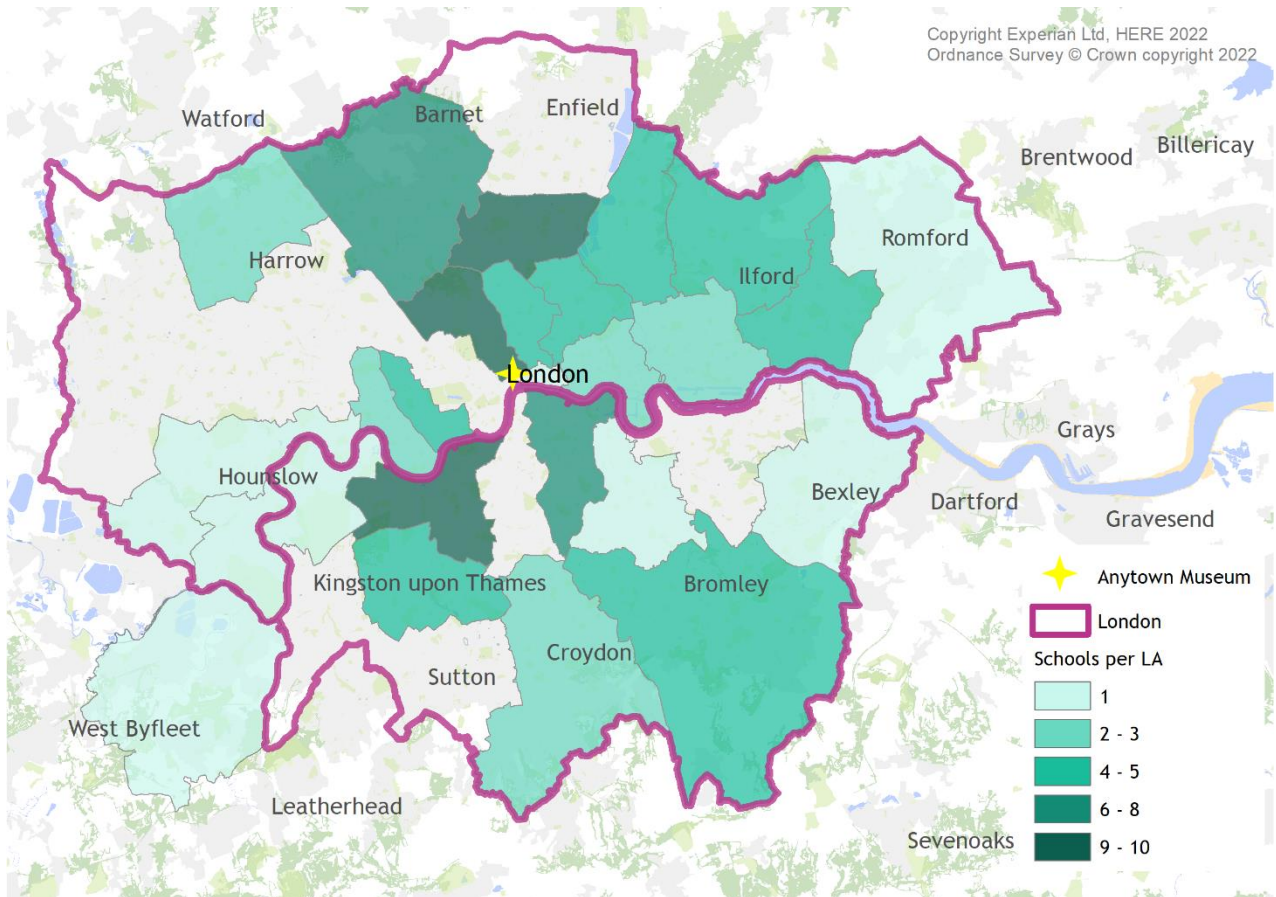 Copyright Experian Ltd, HERE 2022
Ordnance Survey © Crown copyright 2022
Watford
Barnet
Enfield
Brentwood
Billericay
Harrow
Romford
Ilford
London
Grays
Hounslow
Bexley
Dartford
Gravesend
Kingston upon Thames
Bromley
Croydon
Sutton
West Byfleet
Leatherhead
Sevenoaks
Anytown Museum
London
Schools per LA
1
2 - 3
4 - 5
6 - 8
9 - 10